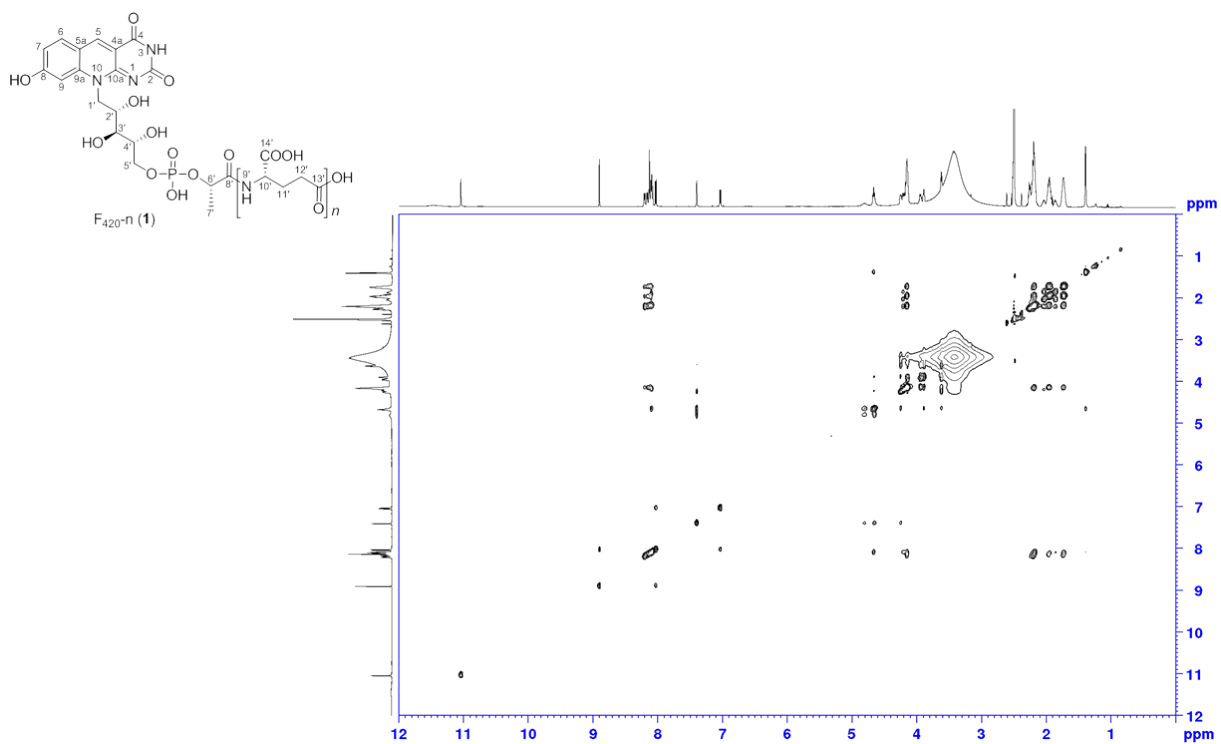 O
6 5 14
7 5a 4a 3 NH
8 9a 10 1 2
HO 9 N 10a N O
1' OH
2'
HO 3' OH 14'
4' O COOH
5' O 9' 12'
O P O 6' 8' N 10' 13' OH
OH 7' H 11' O n
F420-n (1)
ppm
1
2
3
4
5
6
7
8
9
10
11
12
12 11 10 9 8 7 6 5 4 3 2 1 ppm